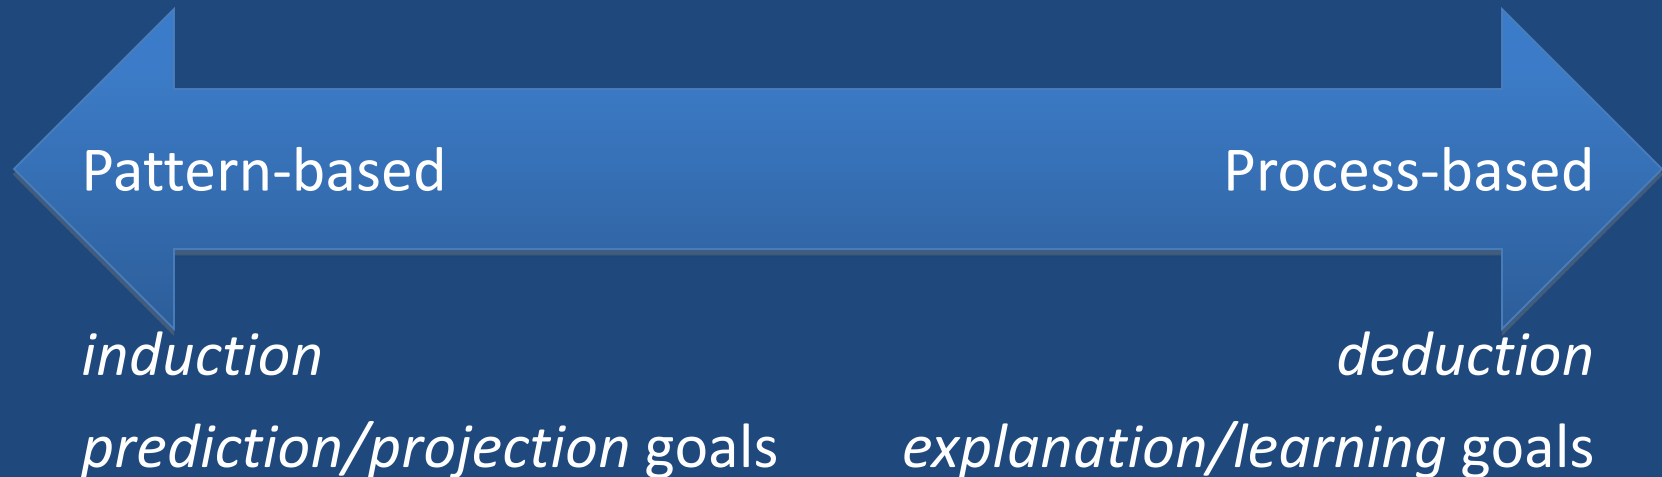 Pattern-based Process-based
induction deduction
prediction/projection goals explanation/learning goals